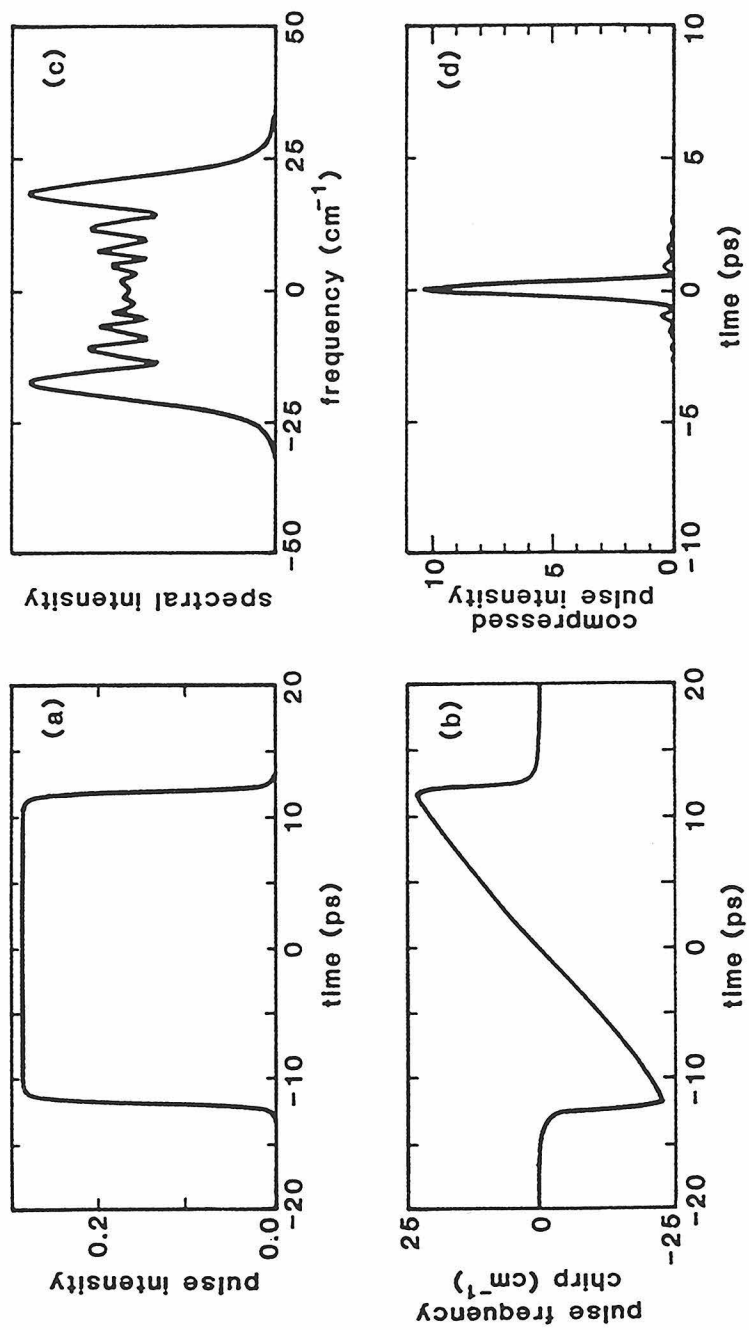 pulse intensity
0.2
0.0
(a)
-20
-10
0
10
20
time (ps)
spectral intensity
(c)
-50
-25
0
25
50
frequency (cm⁻¹)
pulse frequency
chirp (cm⁻¹)
25
0
-25
(b)
-20
-10
0
10
20
time (ps)
compressed
pulse intensity
10
5
0
(d)
-10
-5
0
5
10
time (ps)